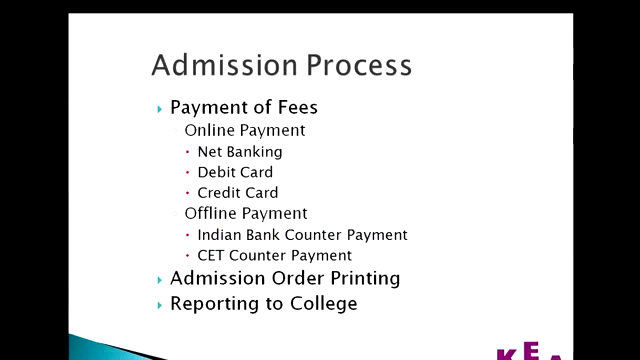 Admission Process
Payment of Fees
Online Payment
Net Banking
Debit Card
Credit Card
Offline Payment
Indian Bank Counter Payment
CET Counter Payment
Admission Order Printing
Reporting to College
KEA